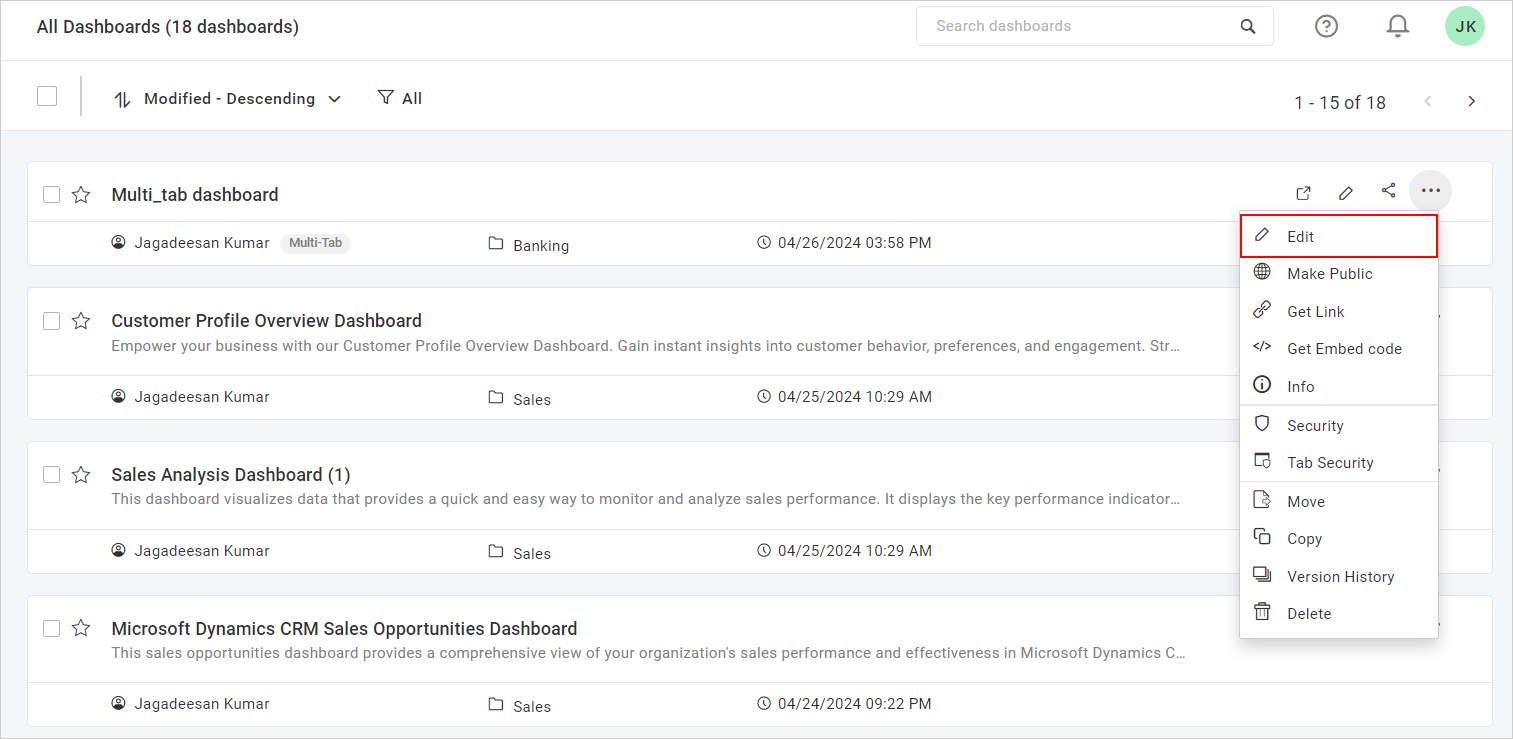 All Dashboards (18 dashboards)
Search dashboards
JK
Modified - Descending
All
1 - 15 of 18
Multi_tab dashboard
Jagadeesan Kumar
Multi-Tab
Banking
04/26/2024 03:58 PM
Edit
Make Public
Get Link
Get Embed code
Info
Security
Tab Security
Move
Copy
Version History
Delete
Customer Profile Overview Dashboard
Empower your business with our Customer Profile Overview Dashboard. Gain instant insights into customer behavior, preferences, and engagement. Str...
Jagadeesan Kumar
Sales
04/25/2024 10:29 AM
Sales Analysis Dashboard (1)
This dashboard visualizes data that provides a quick and easy way to monitor and analyze sales performance. It displays the key performance indicator...
Jagadeesan Kumar
Sales
04/25/2024 10:29 AM
Microsoft Dynamics CRM Sales Opportunities Dashboard
This sales opportunities dashboard provides a comprehensive view of your organization's sales performance and effectiveness in Microsoft Dynamics C...
Jagadeesan Kumar
Sales
04/24/2024 09:22 PM